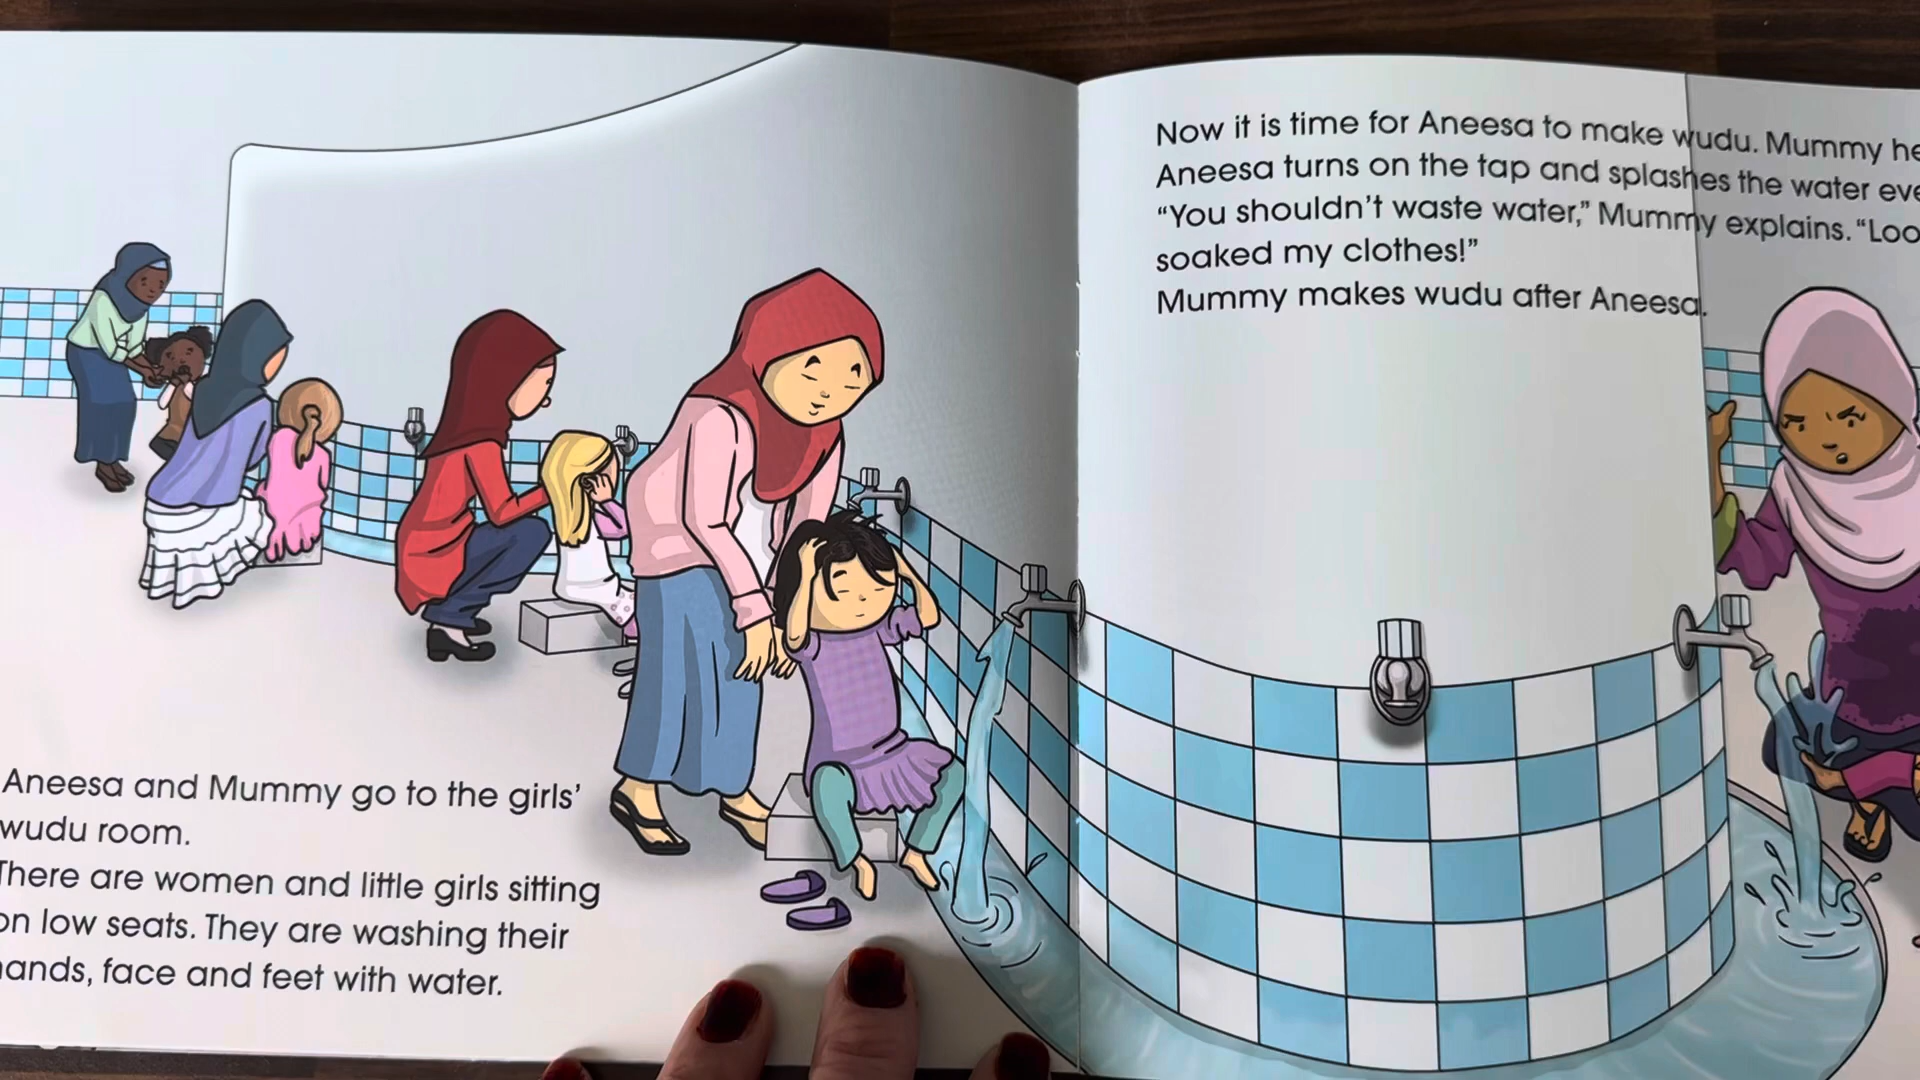 Aneesa and Mummy go to the girls’
wudu room.
There are women and little girls sitting
on low seats. They are washing their
hands, face and feet with water.
Now it is time for Aneesa to make wudu. Mummy
Aneesa turns on the tap and splashes the water
“You shouldn’t waste water,” Mummy explains. “
soaked my clothes!”
Mummy makes wudu after Aneesa.